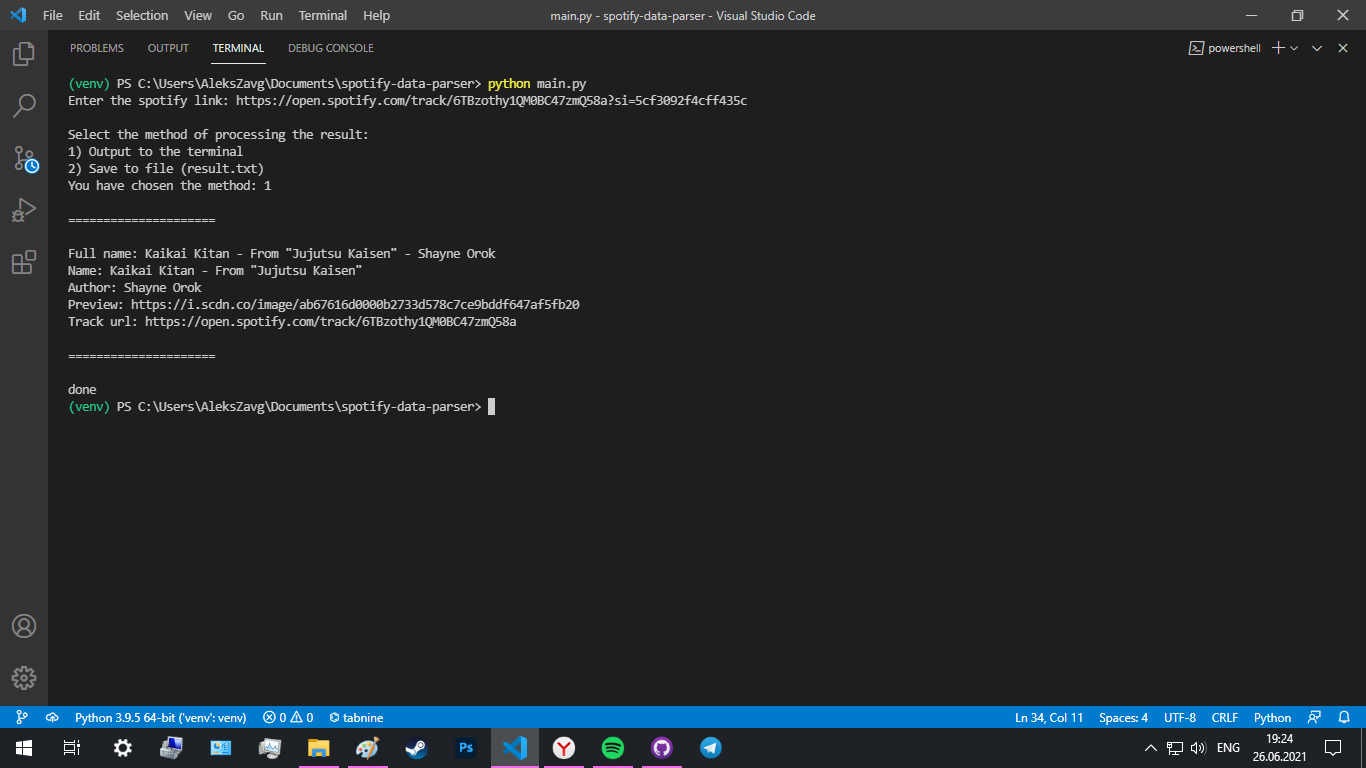 File Edit Selection View Go Run Terminal Help
main.py - spotify-data-parser - Visual Studio Code
PROBLEMS OUTPUT TERMINAL DEBUG CONSOLE
powershell
(venv) PS C:\Users\AleksZavg\Documents\spotify-data-parser> python main.py
Enter the spotify link: https://open.spotify.com/track/6TBzothy1QM0BC47zmQ58a?si=5cf3092f4cff435c
Select the method of processing the result:
1) Output to the terminal
2) Save to file (result.txt)
You have chosen the method: 1
=====================
Full name: Kaikai Kitan - From "Jujutsu Kaisen" - Shayne Orok
Name: Kaikai Kitan - From "Jujutsu Kaisen"
Author: Shayne Orok
Preview: https://i.scdn.co/image/ab67616d0000b2733d578c7ce9bddf647af5fb20
Track url: https://open.spotify.com/track/6TBzothy1QM0BC47zmQ58a
=====================
done
(venv) PS C:\Users\AleksZavg\Documents\spotify-data-parser>
Python 3.9.5 64-bit ('venv': venv) 0 0 tabnine
Ln 34, Col 11 Spaces: 4 UTF-8 CRLF Python
Ps
Y
ENG
19:24
26.06.2021